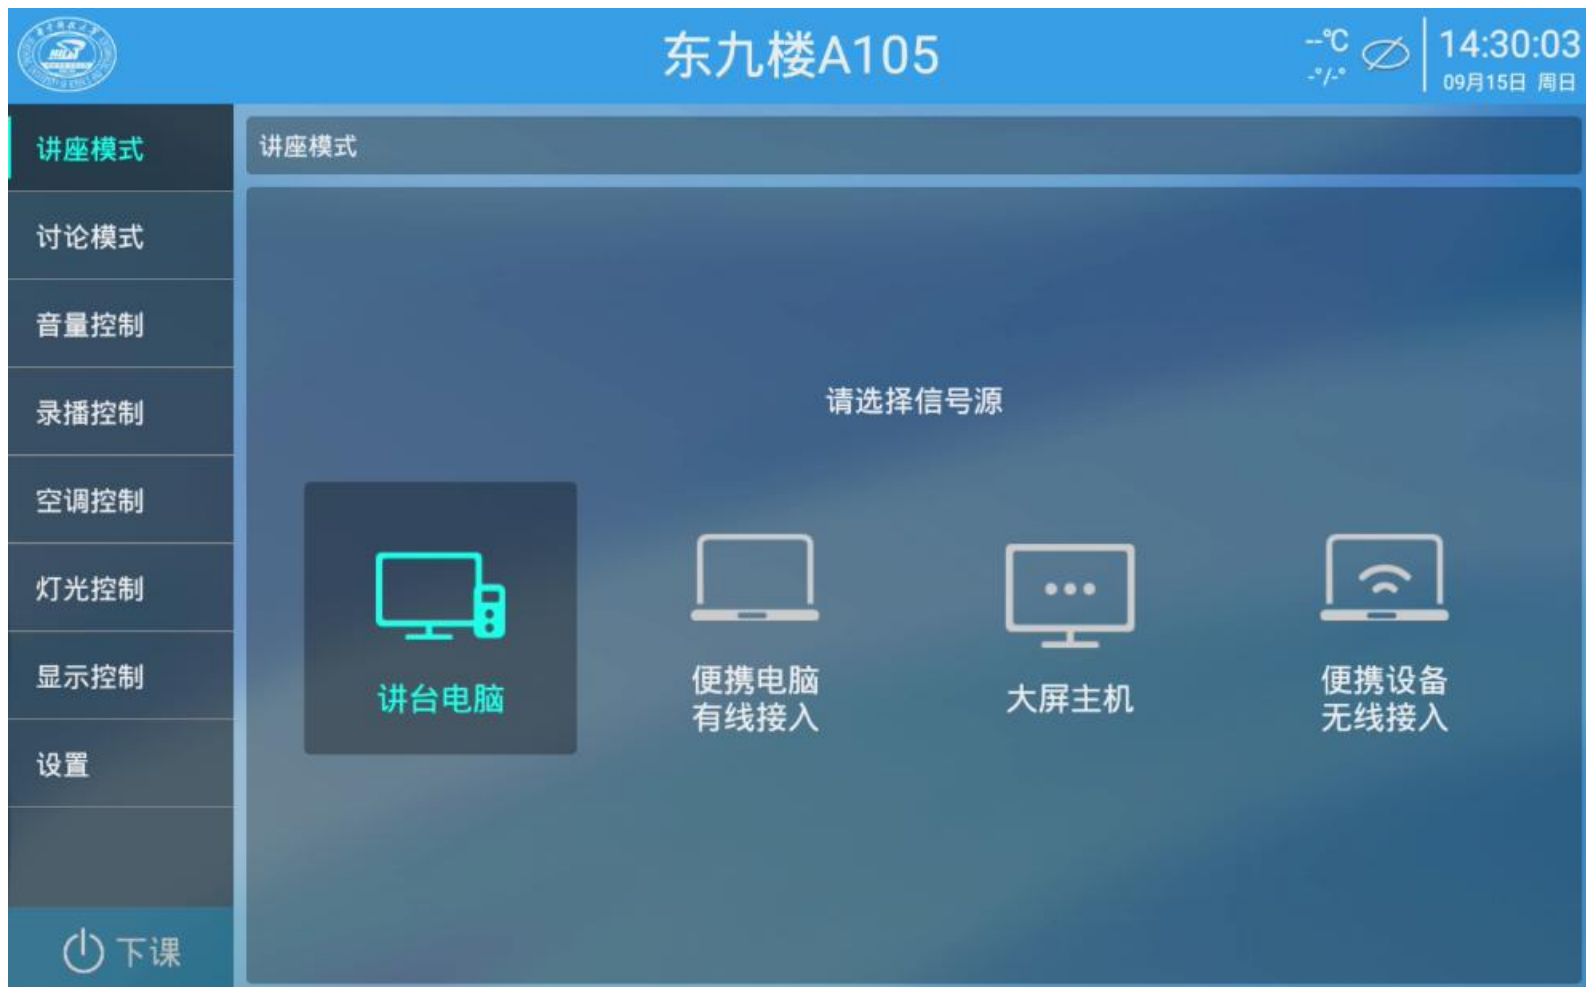 东九楼A105
--℃
-°/-°
14:30:03
09月15日 周日
讲座模式
讨论模式
音量控制
录播控制
空调控制
灯光控制
显示控制
设置
下课
讲座模式
请选择信号源
讲台电脑
便携电脑
有线接入
大屏主机
便携设备
无线接入